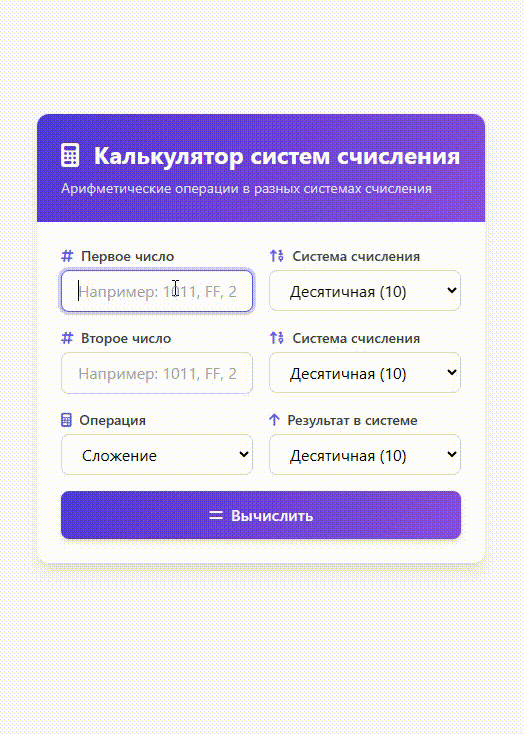 Калькулятор систем счисления
Арифметические операции в разных системах счисления
Первое число
Система счисления
Например: 1011, FF, 2
Десятичная (10)
Второе число
Система счисления
Например: 1011, FF, 2
Десятичная (10)
Операция
Результат в системе
Сложение
Десятичная (10)
Вычислить